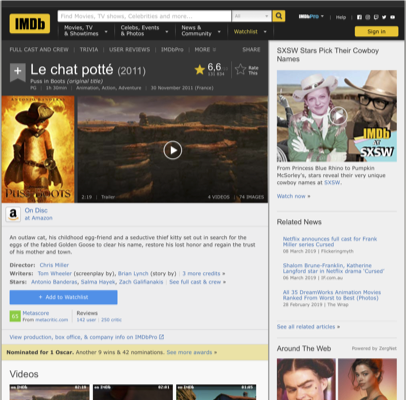 IMDb
Find Movies, TV shows, Celebrities and more...
All
Movies, TV & Showtimes
Celebs, Events & Photos
News & Community
Watchlist
IMDbPro
Help
Sign in
FULL CAST AND CREW | TRIVIA | USER REVIEWS | IMDbPro | MORE
SHARE
Le chat potté (2011)
Puss in Boots (original title)
PG | 1h 30min | Animation, Action, Adventure | 30 November 2011 (France)
6,6
Rate This
PUSS IN BOOTS
2:19 | Trailer
4 VIDEOS | 74 IMAGES
On Disc
at Amazon
An outlaw cat, his childhood egg-friend and a seductive thief kitty set out in search for the
eggs of the fabled Golden Goose to clear his name, restore his lost honor and regain the trust
of his mother and town.
Director: Chris Miller
Writers: Tom Wheeler (screenplay by), Brian Lynch (story by) | 3 more credits »
Stars: Antonio Banderas, Salma Hayek, Zach Galifianakis | See full cast & crew »
+ Add to Watchlist
Metascore
From metacritic.com
Reviews
142 user | 250 critic
View production, box office, & company info on IMDbPro
Nominated for 1 Oscar. Another 9 wins & 42 nominations. See more awards »
Videos
SXSW Stars Pick Their Cowboy
Names
IMDb
AT
SXSW
From Princess Blue Rhino to Pumpkin
McSorley's, stars reveal their very unique
cowboy names at SXSW.
Watch now »
Related News
Netflix announces full cast for Frank
Miller series Cursed
09 March 2019 | Flickeringmyth
Shalom Brune-Franklin, Katherine
Langford star in Netflix drama 'Cursed'
06 March 2019 |
All 35 DreamWorks Animation Movies
Ranked From Worst to Best (Photos)
28 February 2019 | The Wrap
See all related articles »
Around The Web
Powered by ZergNet